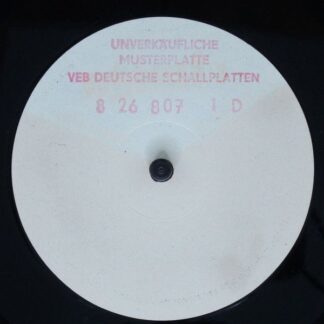 UNVERKÄUFLICHE
MUSTERPLATTE
VEB DEUTSCHE SCHALLPLATTEN
8 26 807 1 D